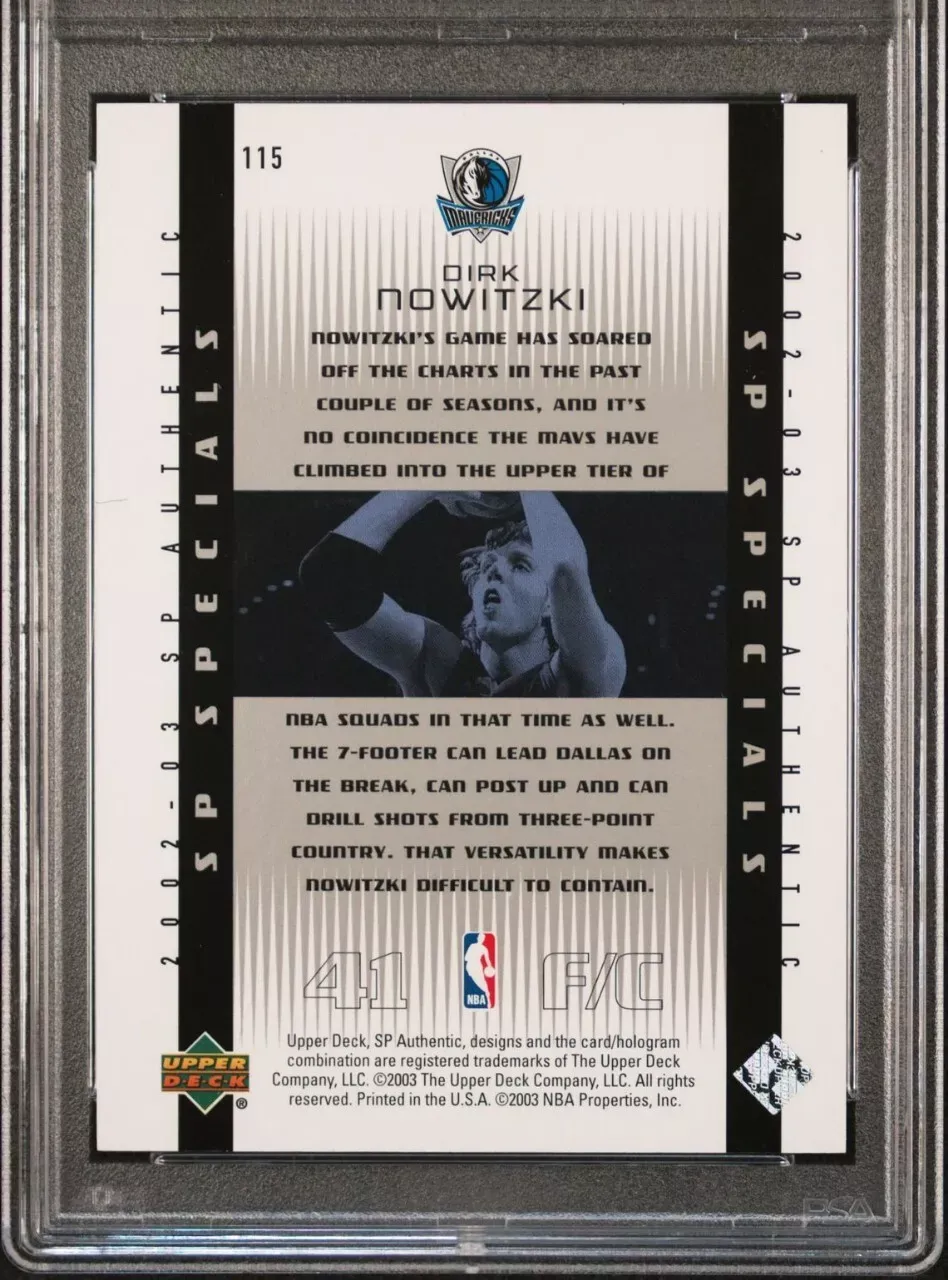 115
DALLAS
MAVERICKS
DIRK
NOWITZKI
NOWITZKI'S GAME HAS SOARED
OFF THE CHARTS IN THE PAST
COUPLE OF SEASONS, AND IT'S
NO COINCIDENCE THE MAVS HAVE
CLIMBED INTO THE UPPER TIER OF
NBA SQUADS IN THAT TIME AS WELL.
THE 7-FOOTER CAN LEAD DALLAS ON
THE BREAK, CAN POST UP AND CAN
DRILL SHOTS FROM THREE-POINT
COUNTRY. THAT VERSATILITY MAKES
NOWITZKI DIFFICULT TO CONTAIN.
41
NBA
F/C
Upper Deck, SP Authentic, designs and the card/hologram
combination are registered trademarks of The Upper Deck
Company, LLC. ©2003 The Upper Deck Company, LLC. All rights
reserved. Printed in the U.S.A. ©2003 NBA Properties, Inc.
UPPER
DECK
®
2002-03 SP AUTHENTIC
SP SPECIALS
SP SPECIALS
2002-03 SP AUTHENTIC
PSA